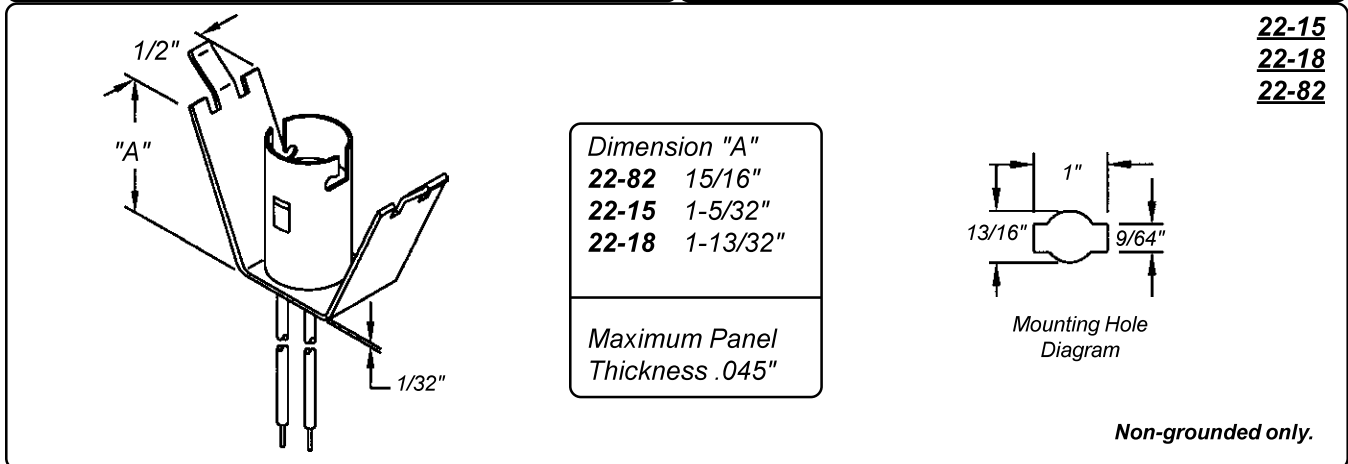 22-15
22-18
22-82
1/2"
"A"
1/32"
Dimension "A"
22-82 15/16"
22-15 1-5/32"
22-18 1-13/32"
Maximum Panel
Thickness .045"
1"
13/16"
9/64"
Mounting Hole
Diagram
Non-grounded only.